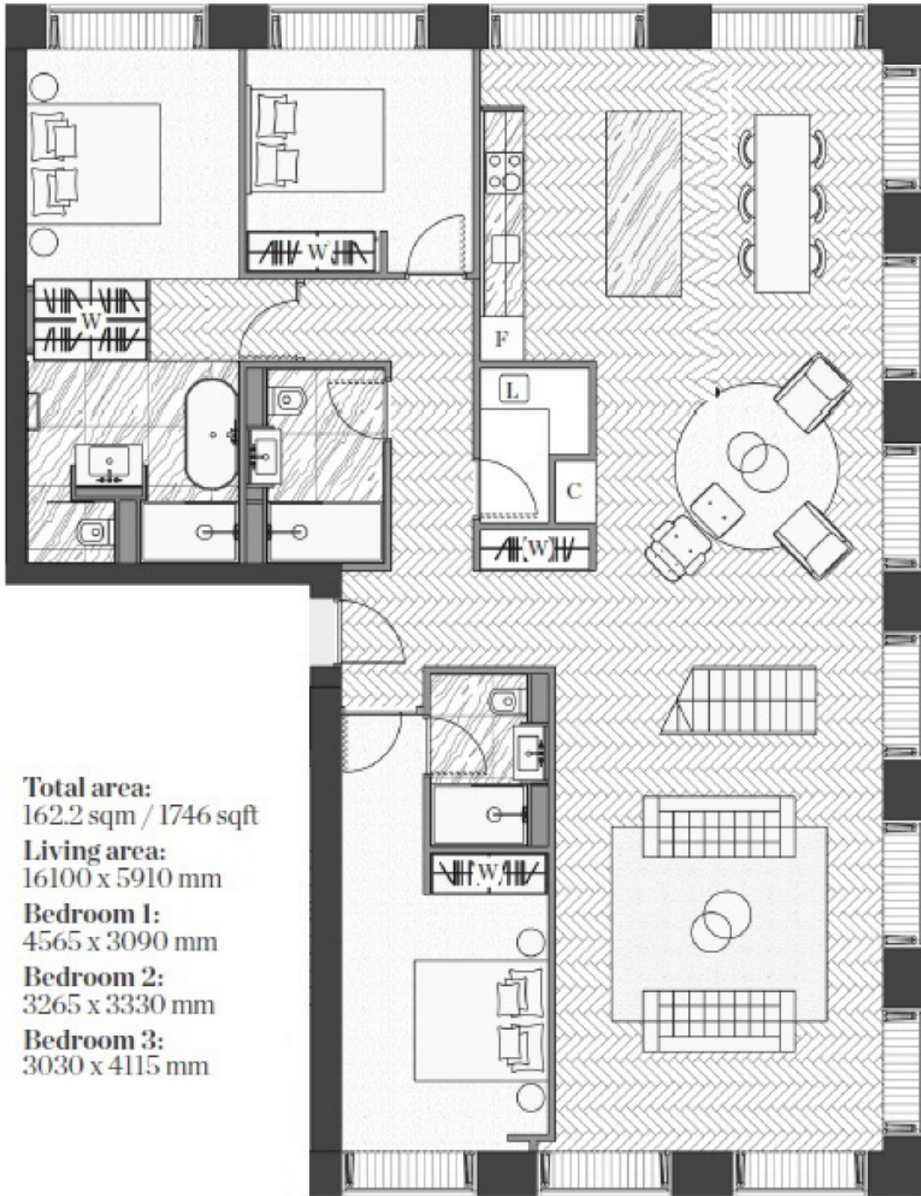 W
W
F
L
C
W
W
Total area:
162.2 sqm / 1746 sqft
Living area:
16100 x 5910 mm
Bedroom 1:
4565 x 3090 mm
Bedroom 2:
3265 x 3330 mm
Bedroom 3:
3030 x 4115 mm